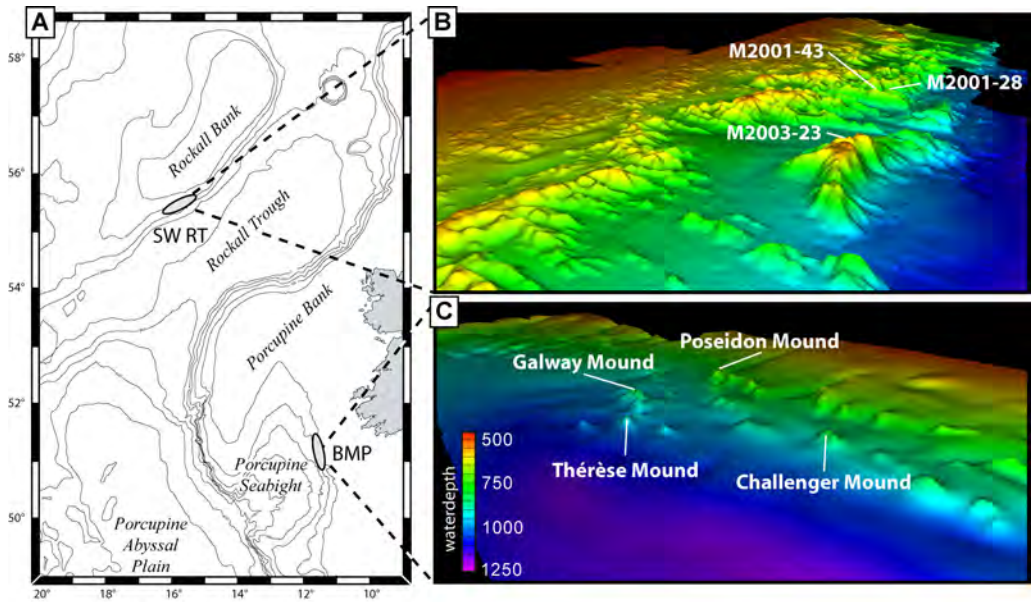 A
58°
56°
54°
52°
50°
20°
18°
16°
14°
12°
10°
Rockall Bank
SW RT
Rockall Trough
Porcupine Bank
BMP
Porcupine
Seabight
Porcupine
Abyssal
Plain
B
M2001-43
M2001-28
M2003-23
C
Poseidon Mound
Galway Mound
Thérèse Mound
Challenger Mound
waterdepth
500
750
1000
1250